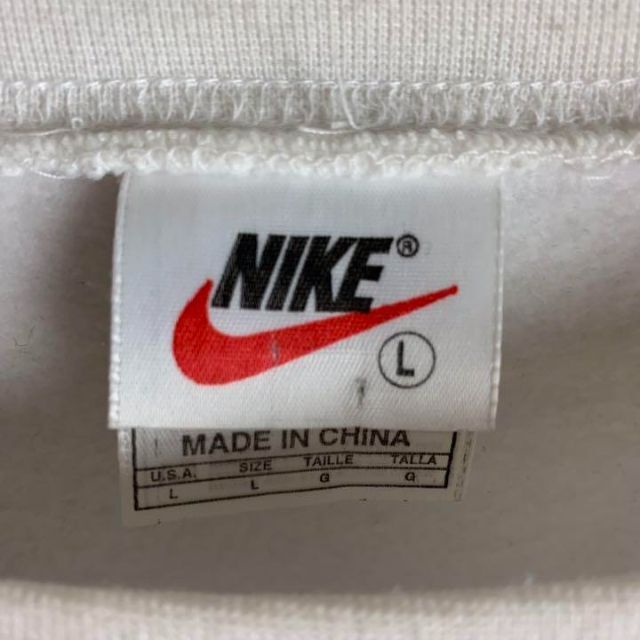 NIKE®
L
MADE IN CHINA
U.S.A. SIZE TAILLE TALLA
L L G G